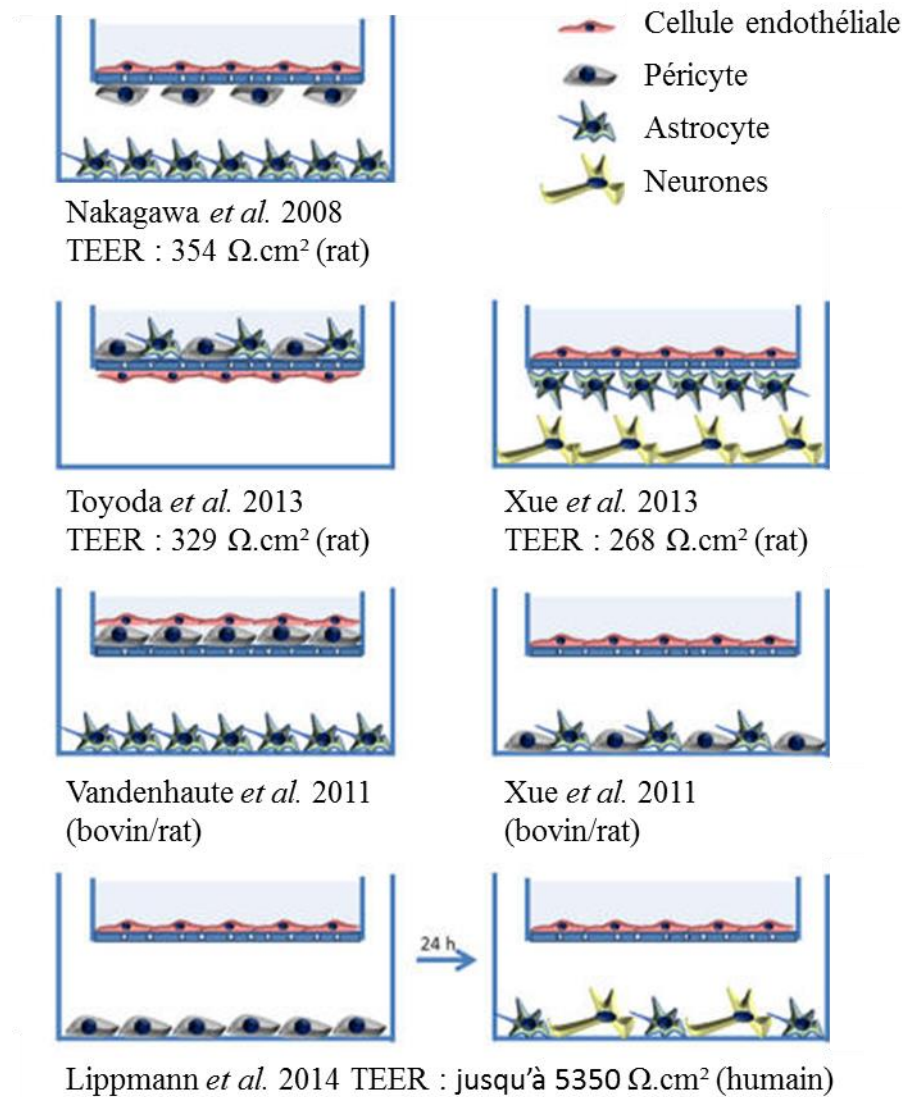 Cellule endothéliale
Péricyte
Astrocyte
Neurones
Nakagawa et al. 2008
TEER : 354 Ω.cm² (rat)
Toyoda et al. 2013
TEER : 329 Ω.cm² (rat)
Xue et al. 2013
TEER : 268 Ω.cm² (rat)
Vandenhaute et al. 2011
(bovin/rat)
Xue et al. 2011
(bovin/rat)
24 h
Lippmann et al. 2014 TEER : jusqu'à 5350 Ω.cm² (humain)